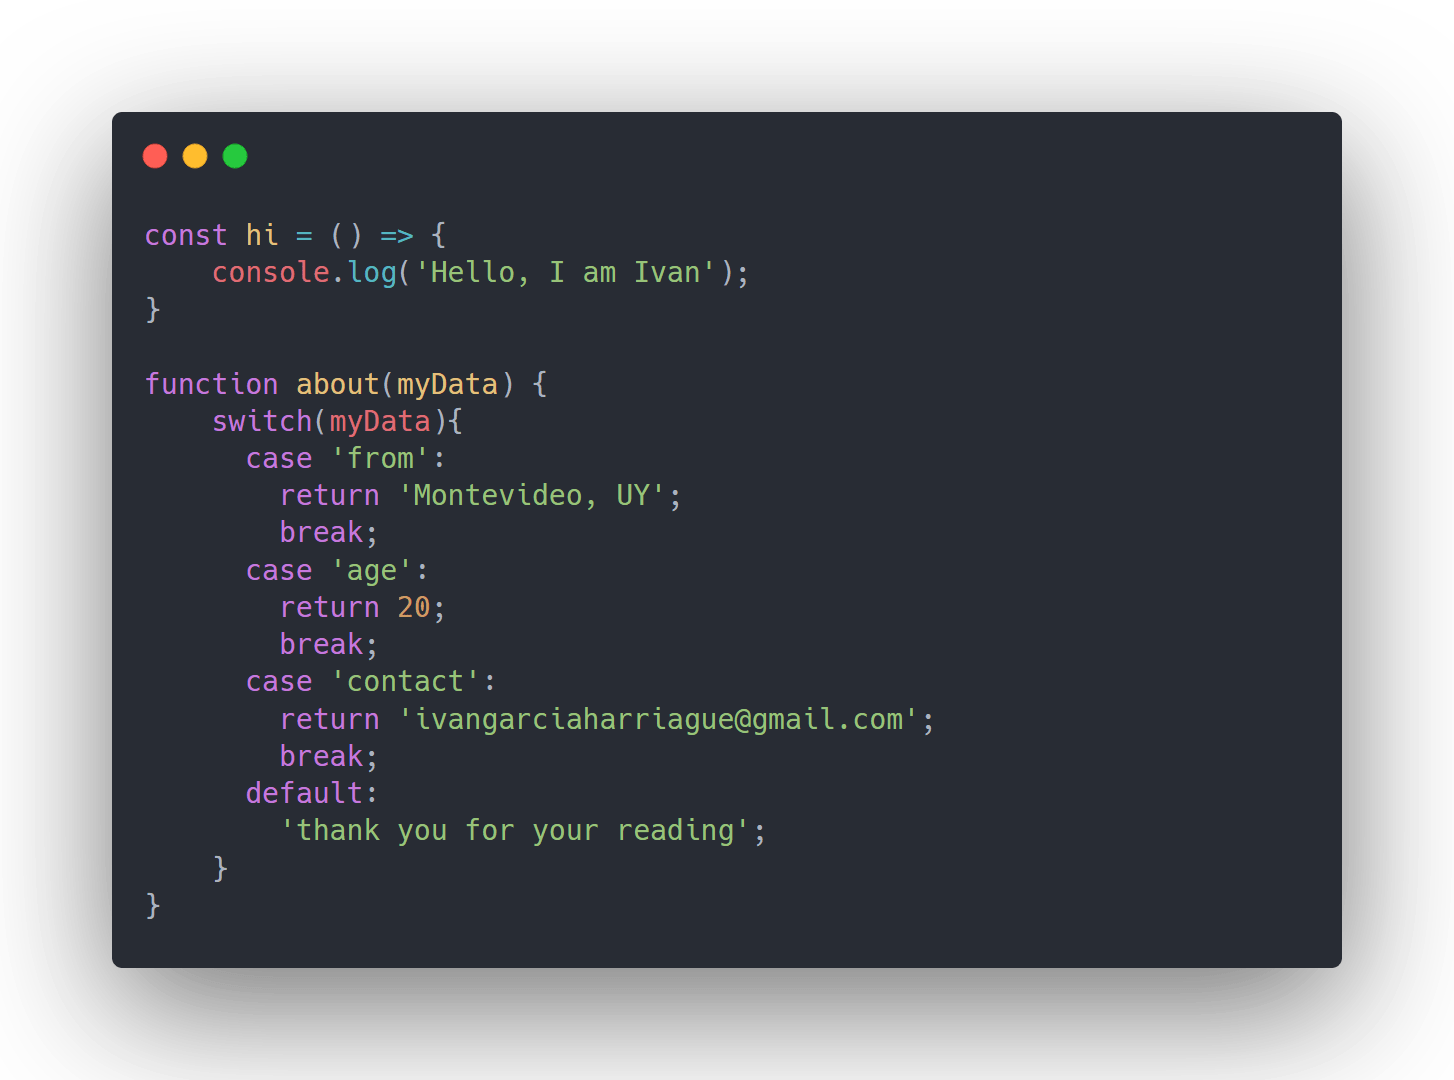 const hi = () => {
    console.log('Hello, I am Ivan');
}

function about(myData) {
    switch(myData){
      case 'from':
        return 'Montevideo, UY';
        break;
      case 'age':
        return 20;
        break;
      case 'contact':
        return 'ivangarciaharriague@gmail.com';
        break;
      default:
        'thank you for your reading';
    }
}